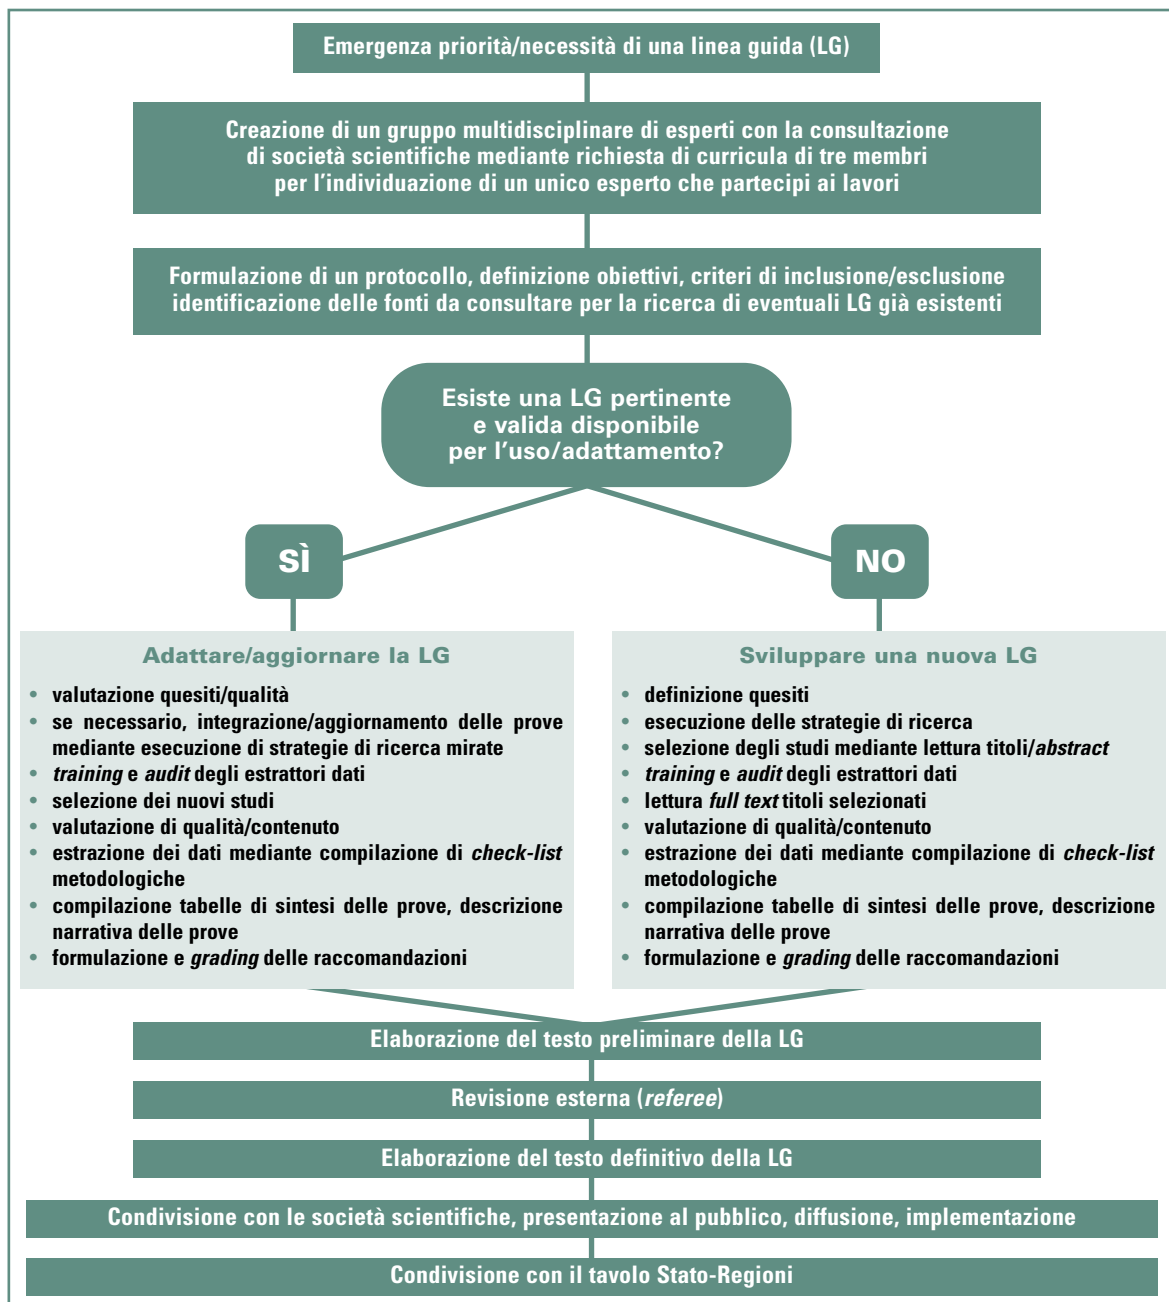 Emergenza priorità/necessità di una linea guida (LG)
Creazione di un gruppo multidisciplinare di esperti con la consultazione
di società scientifiche mediante richiesta di curricula di tre membri
per l'individuazione di un unico esperto che partecipi ai lavori
Formulazione di un protocollo, definizione obiettivi, criteri di inclusione/esclusione
identificazione delle fonti da consultare per la ricerca di eventuali LG già esistenti
Esiste una LG pertinente
e valida disponibile
per l'uso/adattamento?
SÌ
NO
Adattare/aggiornare la LG
• valutazione quesiti/qualità
• se necessario, integrazione/aggiornamento delle prove
mediante esecuzione di strategie di ricerca mirate
• training e audit degli estrattori dati
• selezione dei nuovi studi
• valutazione di qualità/contenuto
• estrazione dei dati mediante compilazione di check-list
metodologiche
• compilazione tabelle di sintesi delle prove, descrizione
narrativa delle prove
• formulazione e grading delle raccomandazioni
Sviluppare una nuova LG
• definizione quesiti
• esecuzione delle strategie di ricerca
• selezione degli studi mediante lettura titoli/abstract
• training e audit degli estrattori dati
• lettura full text titoli selezionati
• valutazione di qualità/contenuto
• estrazione dei dati mediante compilazione di check-list
metodologiche
• compilazione tabelle di sintesi delle prove, descrizione
narrativa delle prove
• formulazione e grading delle raccomandazioni
Elaborazione del testo preliminare della LG
Revisione esterna (referee)
Elaborazione del testo definitivo della LG
Condivisione con le società scientifiche, presentazione al pubblico, diffusione, implementazione
Condivisione con il tavolo Stato-Regioni